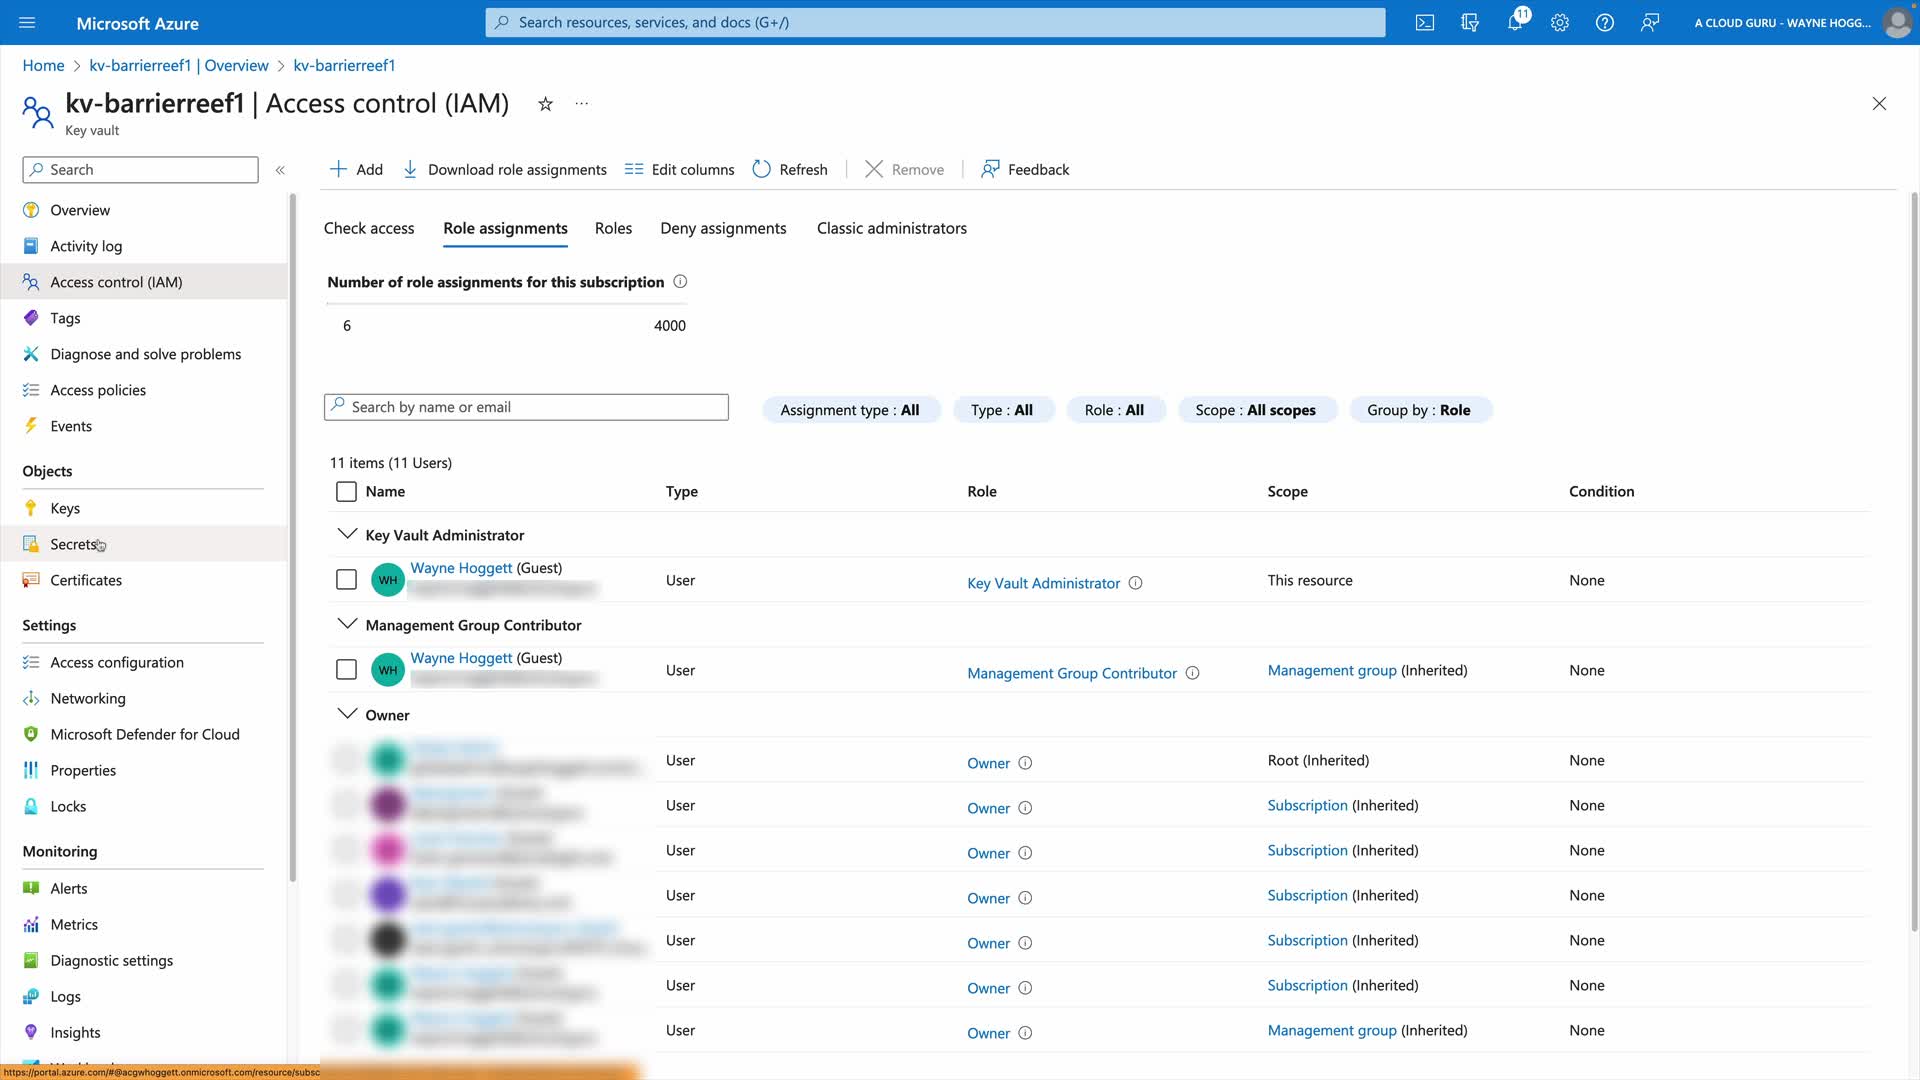 Microsoft Azure
Search resources, services, and docs (G+/)
11
A CLOUD GURU - WAYNE HOGG...
Home > kv-barrierreef1 | Overview > kv-barrierreef1
kv-barrierreef1 | Access control (IAM)
Key vault
Search
Add
Download role assignments
Edit columns
Refresh
Remove
Feedback
Overview
Activity log
Access control (IAM)
Tags
Diagnose and solve problems
Access policies
Events
Objects
Keys
Secrets
Certificates
Settings
Access configuration
Networking
Microsoft Defender for Cloud
Properties
Locks
Monitoring
Alerts
Metrics
Diagnostic settings
Logs
Insights
https://portal.azure.com/#@acgwhoggett.onmicrosoft.com/resource/subsc
Check access
Role assignments
Roles
Deny assignments
Classic administrators
Number of role assignments for this subscription
6 4000
Search by name or email
Assignment type : All
Type : All
Role : All
Scope : All scopes
Group by : Role
11 items (11 Users)
Name Type Role Scope Condition
Key Vault Administrator
WH Wayne Hoggett (Guest) User Key Vault Administrator This resource None
Management Group Contributor
WH Wayne Hoggett (Guest) User Management Group Contributor Management group (Inherited) None
Owner
User Owner Root (Inherited) None
User Owner Subscription (Inherited) None
User Owner Subscription (Inherited) None
User Owner Subscription (Inherited) None
User Owner Subscription (Inherited) None
User Owner Subscription (Inherited) None
User Owner Management group (Inherited) None